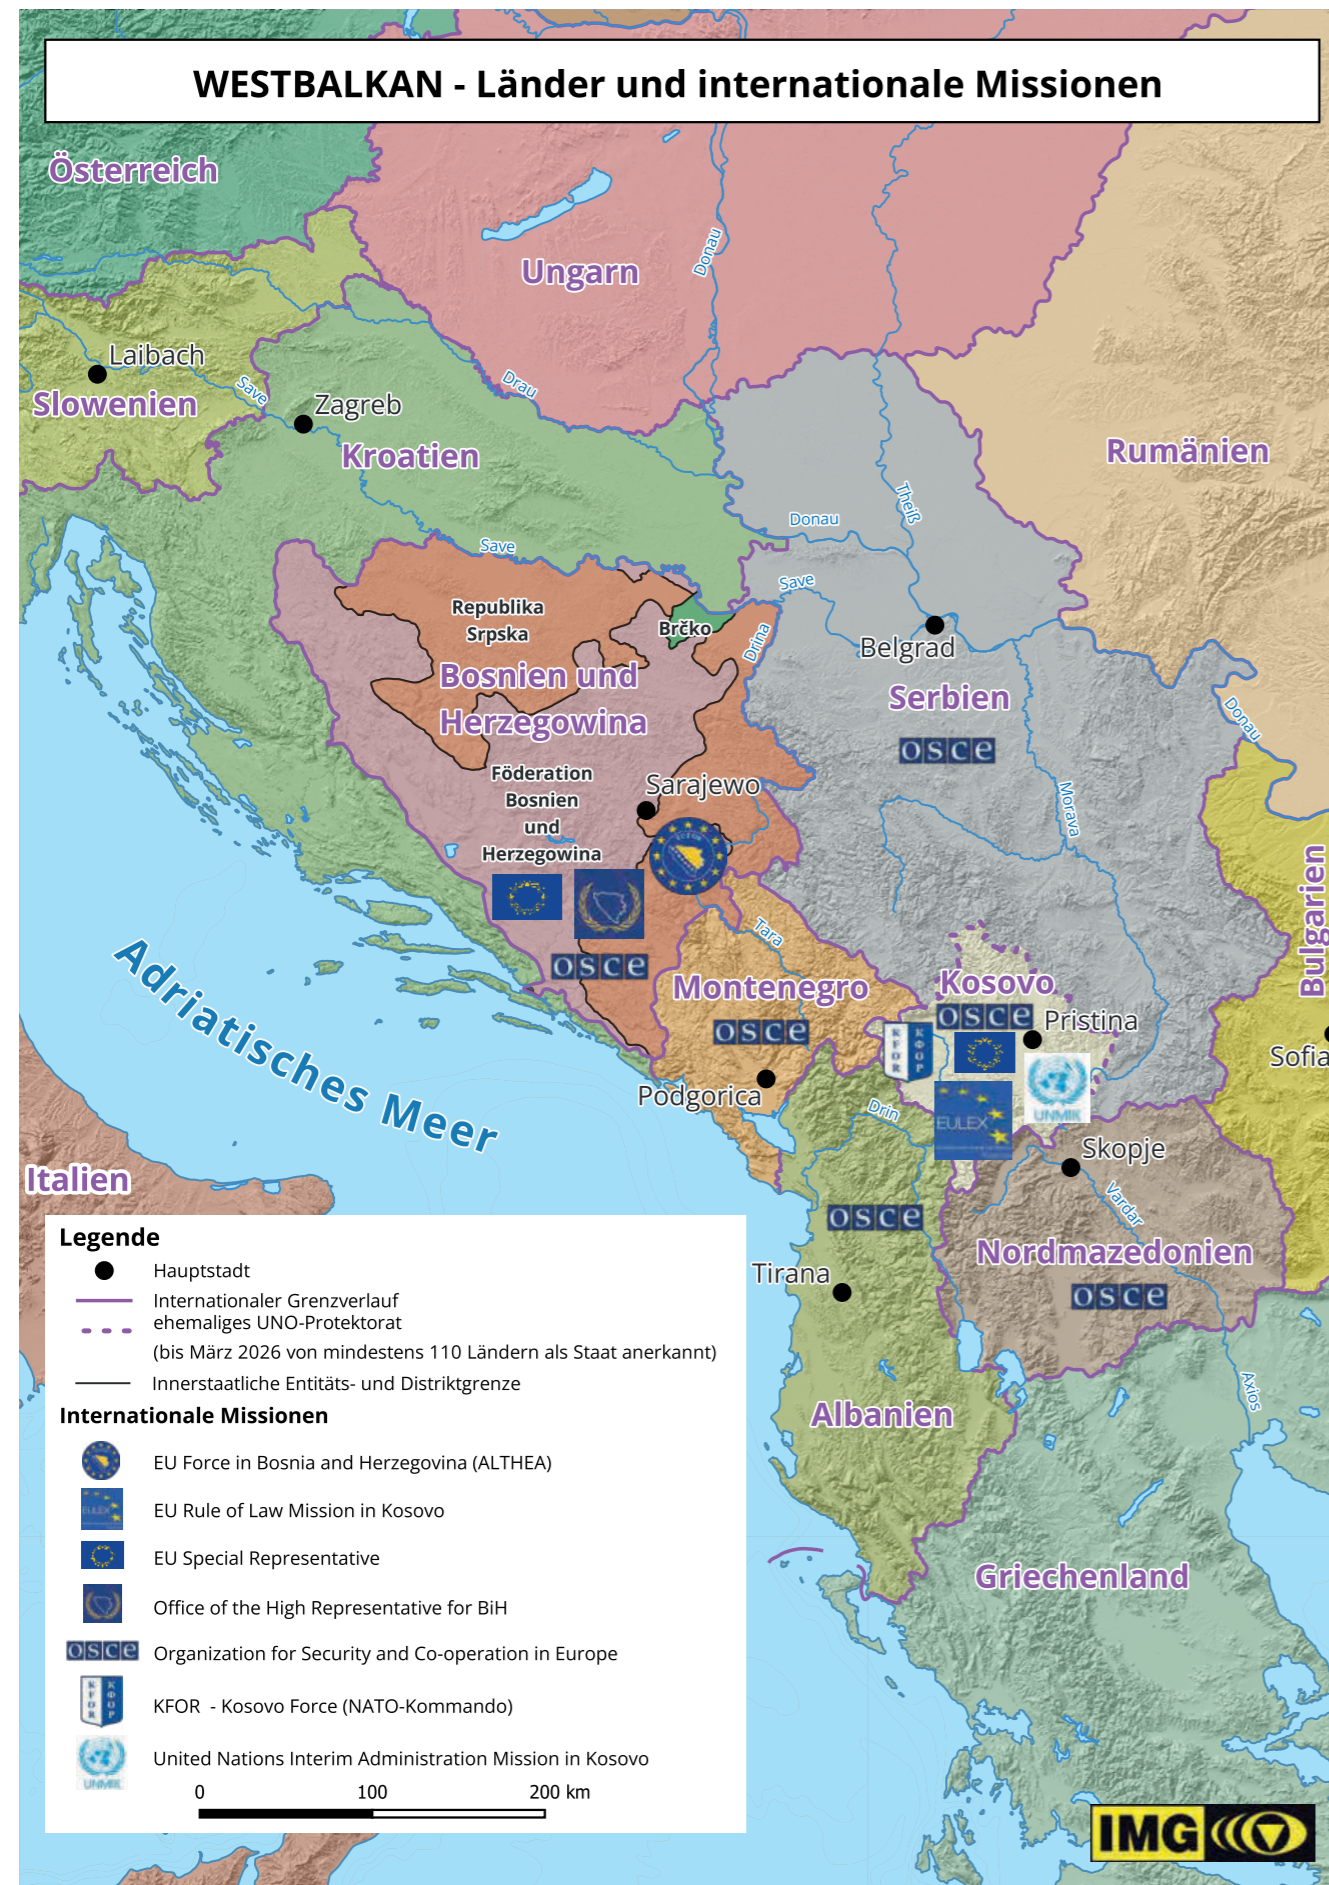 WESTBALKAN - Länder und internationale Missionen
Österreich
Ungarn
Donau
Laibach
Slowenien
Save
Zagreb
Kroatien
Drau
Rumänien
Theiß
Donau
Save
Save
Republika
Srpska
Brčko
Drina
Belgrad
Bosnien und
Herzegowina
Serbien
osce
Donau
Föderation
Bosnien
und
Herzegowina
Sarajewo
Morava
Bulgarien
EUFOR
osce
Tara
Adriatisches Meer
Montenegro
osce
Kosovo
osce
Pristina
KFOR
КФОР
Sofia
Podgorica
UNMIK
EULEX
Drin
Skopje
Italien
Vardar
osce
Nordmazedonien
osce
Tirana
Axios
Albanien
Griechenland
Legende
Hauptstadt
Internationaler Grenzverlauf
ehemaliges UNO-Protektorat
(bis März 2026 von mindestens 110 Ländern als Staat anerkannt)
Innerstaatliche Entitäts- und Distriktgrenze
Internationale Missionen
EU Force in Bosnia and Herzegovina (ALTHEA)
EULEX
EU Rule of Law Mission in Kosovo
EU Special Representative
Office of the High Representative for BiH
osce
Organization for Security and Co-operation in Europe
KFOR
КФОР
KFOR - Kosovo Force (NATO-Kommando)
UNMIK
United Nations Interim Administration Mission in Kosovo
0 100 200 km
IMG